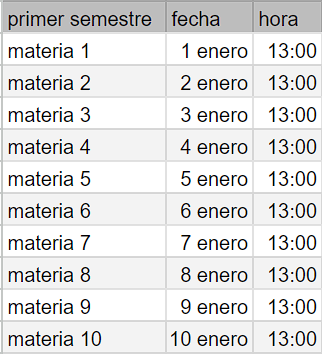 primer semestre fecha hora
materia 1 1 enero 13:00
materia 2 2 enero 13:00
materia 3 3 enero 13:00
materia 4 4 enero 13:00
materia 5 5 enero 13:00
materia 6 6 enero 13:00
materia 7 7 enero 13:00
materia 8 8 enero 13:00
materia 9 9 enero 13:00
materia 10 10 enero 13:00